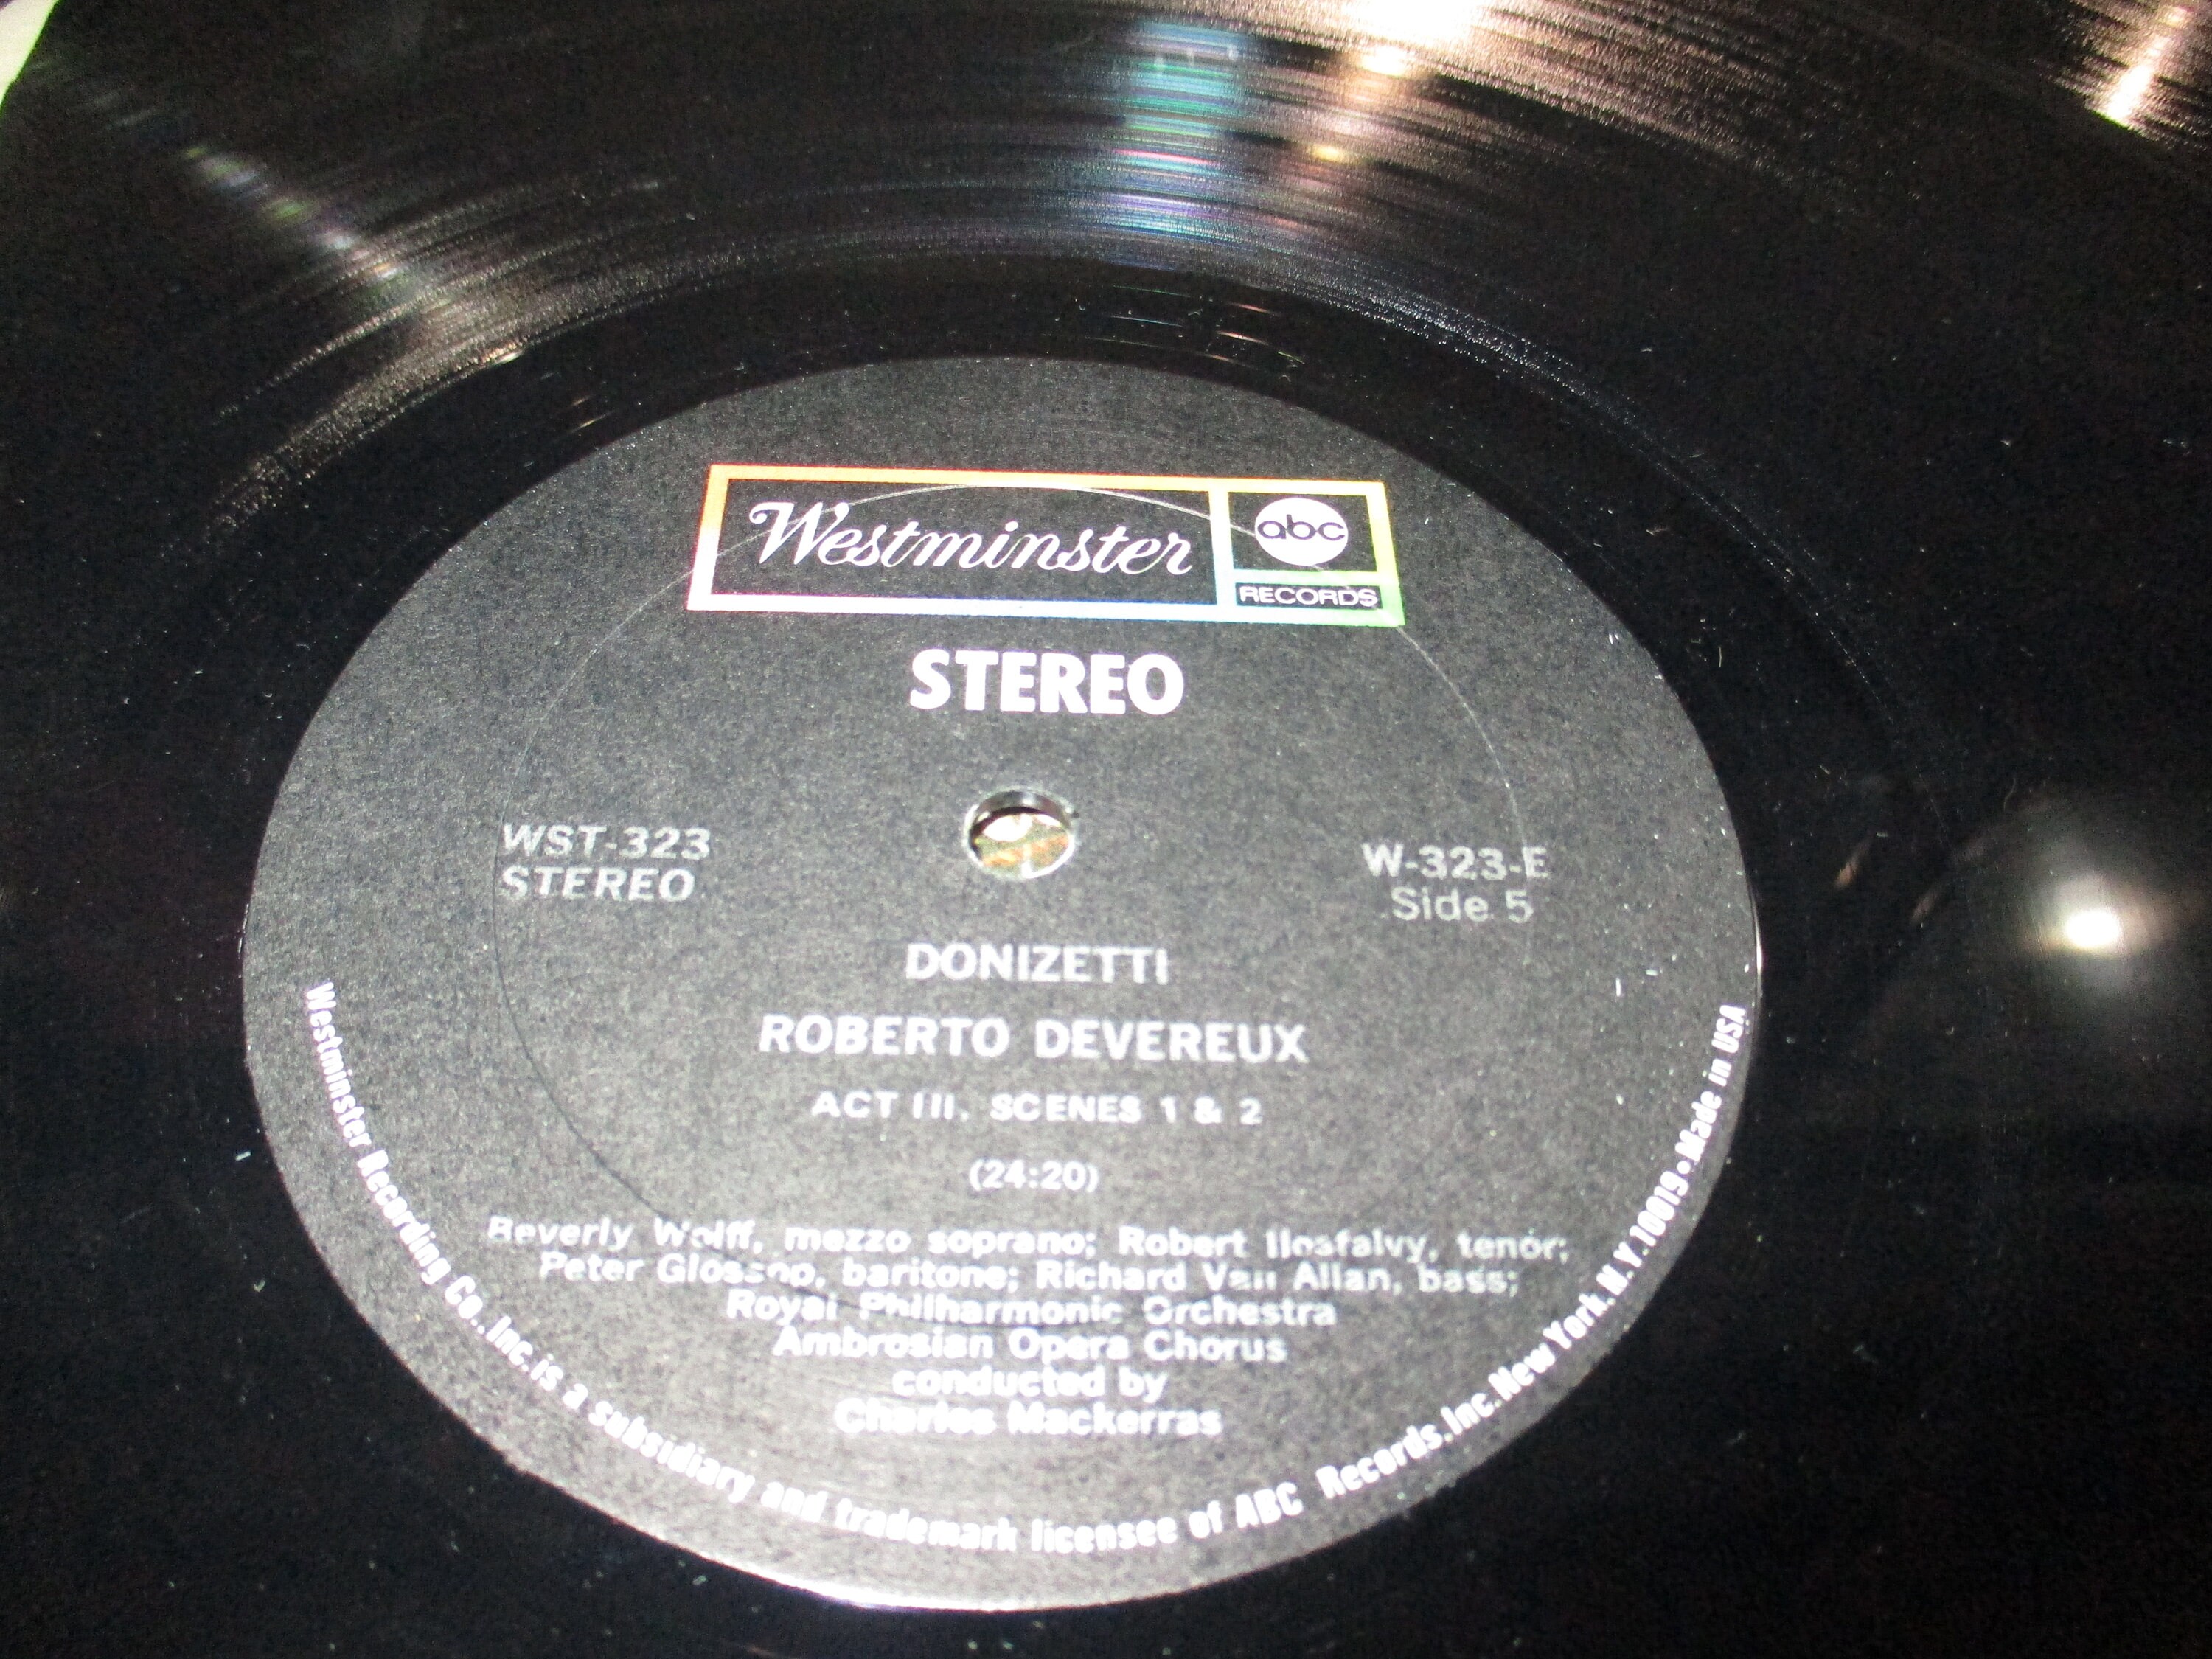 Westminster
abc
RECORDS
STEREO
WST-323
STEREO
W-323-E
Side 5
DONIZETTI
ROBERTO DEVEREUX
ACT III, SCENES 1 & 2
(24:20)
Beverly Wolff, mezzo soprano; Robert Ilosfalvy, tenor;
Peter Glossop, baritone; Richard Van Allan, bass;
Royal Philharmonic Orchestra
Ambrosian Opera Chorus
conducted by
Charles Mackerras
Westminster Recording Co., Inc. is a subsidiary and trademark licensee of ABC Records, Inc. New York, N.Y. 10019 • Made in USA